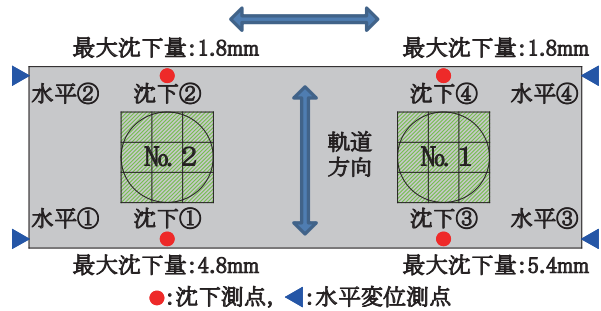 最大沈下量:1.8mm 最大沈下量:1.8mm
水平② 沈下② 沈下④ 水平④
No. 2 軌道方向 No. 1
水平① 沈下① 沈下③ 水平③
最大沈下量:4.8mm 最大沈下量:5.4mm
●:沈下測点, ◀:水平変位測点